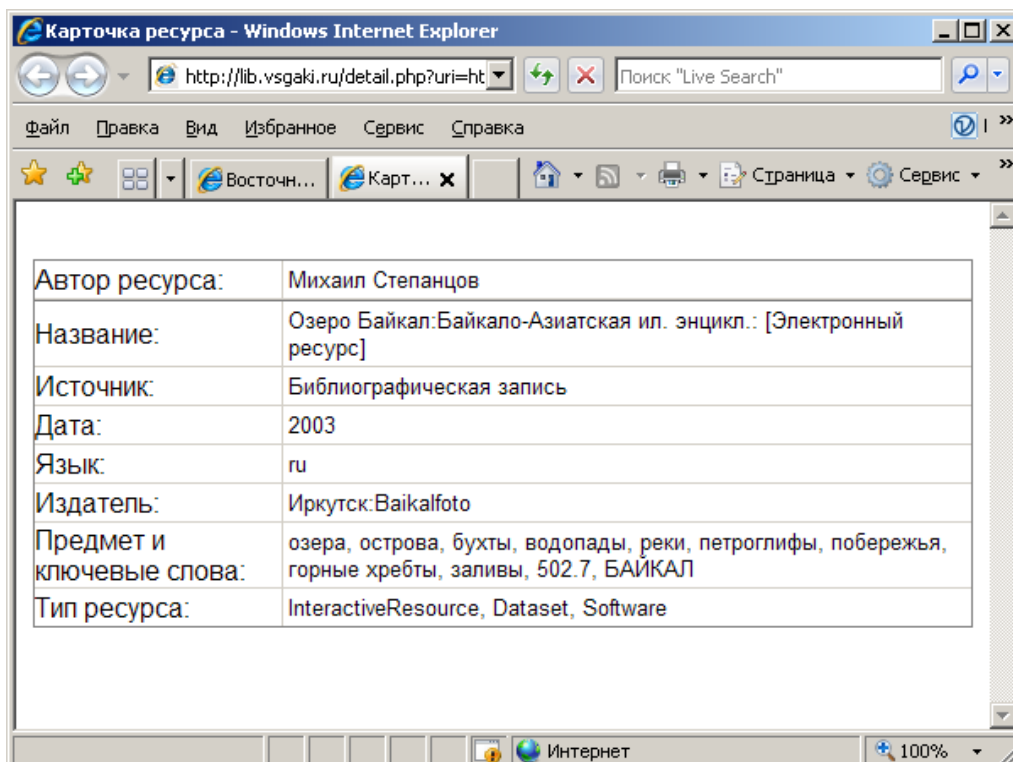 Карточка ресурса - Windows Internet Explorer
http://lib.vsgaki.ru/detail.php?uri=ht
Поиск "Live Search"
Файл Правка Вид Избранное Сервис Справка
»
Восточн... Карт... Страница Сервис »
Автор ресурса: Михаил Степанцов
Название: Озеро Байкал:Байкало-Азиатская ил. энцикл.: [Электронный
ресурс]
Источник: Библиографическая запись
Дата: 2003
Язык: ru
Издатель: Иркутск:Baikalfoto
Предмет и
ключевые слова:
озера, острова, бухты, водопады, реки, петроглифы, побережья,
горные хребты, заливы, 502.7, БАЙКАЛ
Тип ресурса: InteractiveResource, Dataset, Software
Интернет 100%